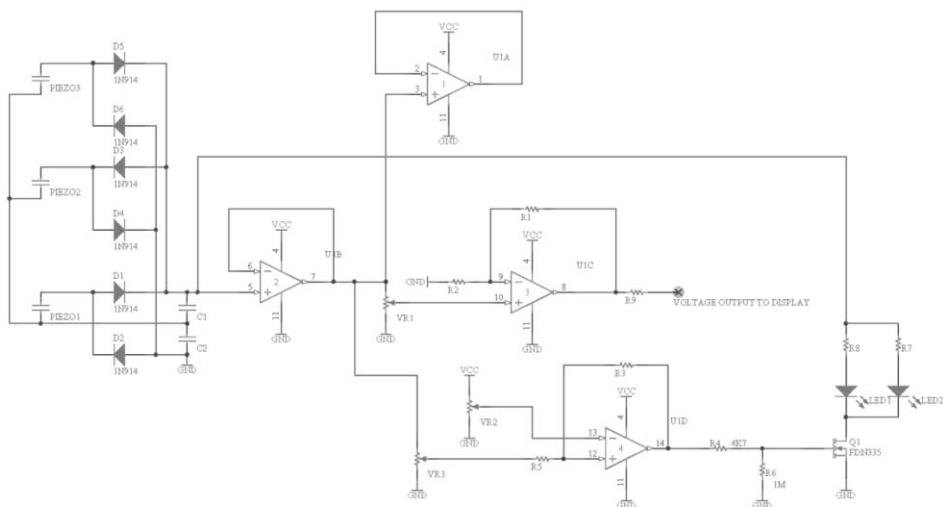 VCC
4
U1A
2
1
1
3
11
GND
D5
1N914
PIEZO3
D6
1N914
D3
1N914
PIEZO2
D4
1N914
D1
1N914
PIEZO1
D2
1N914
C1
C2
GND
VCC
4
U1B
6
2
7
5
11
GND
R1
VCC
4
U1C
GND
R2
9
3
8
10
11
GND
VR1
GND
R9
VOLTAGE OUTPUT TO DISPLAY
R8
R7
LED1
LED2
VCC
VR2
GND
R3
VCC
4
U1D
13
4
14
12
11
GND
VR3
GND
R5
R4
4K7
R6
1M
GND
Q1
FDN335
GND